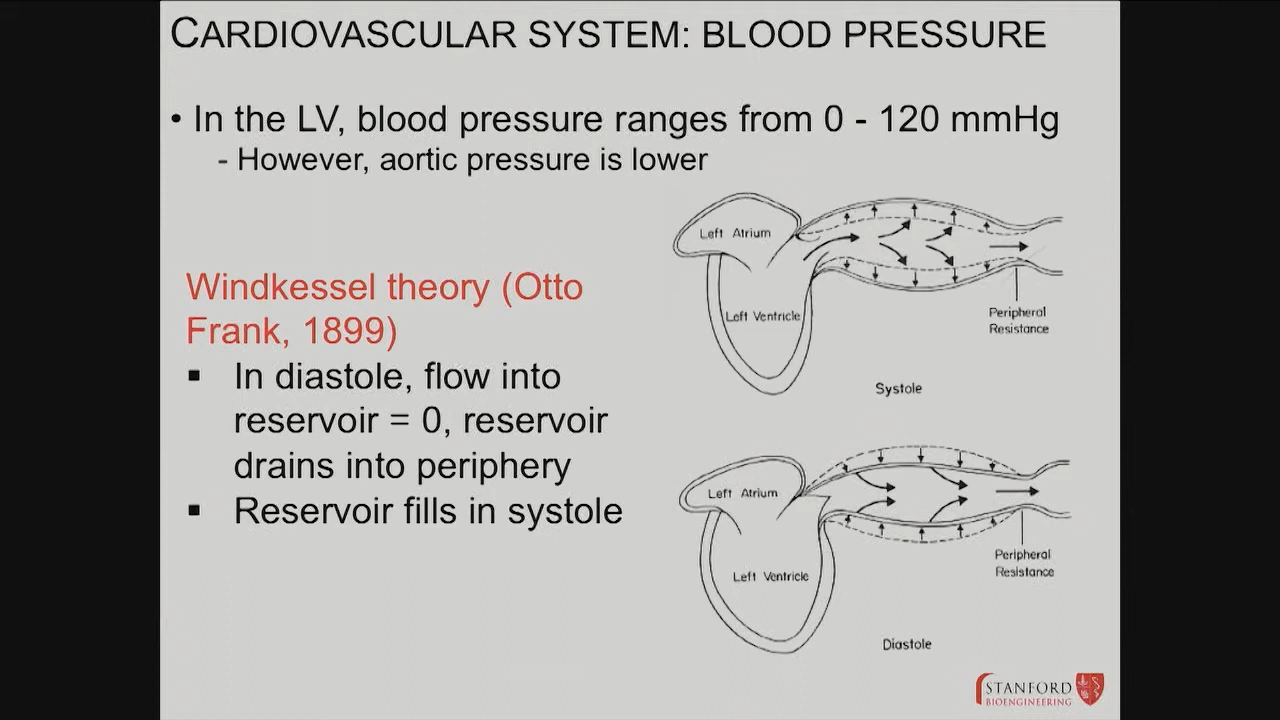 CARDIOVASCULAR SYSTEM: BLOOD PRESSURE
• In the LV, blood pressure ranges from 0 - 120 mmHg
- However, aortic pressure is lower
Windkessel theory (Otto
Frank, 1899)
▪ In diastole, flow into
reservoir = 0, reservoir
drains into periphery
▪ Reservoir fills in systole
Left Atrium
Left Ventricle
Peripheral
Resistance
Systole
Left Atrium
Left Ventricle
Peripheral
Resistance
Diastole
STANFORD
BIOENGINEERING